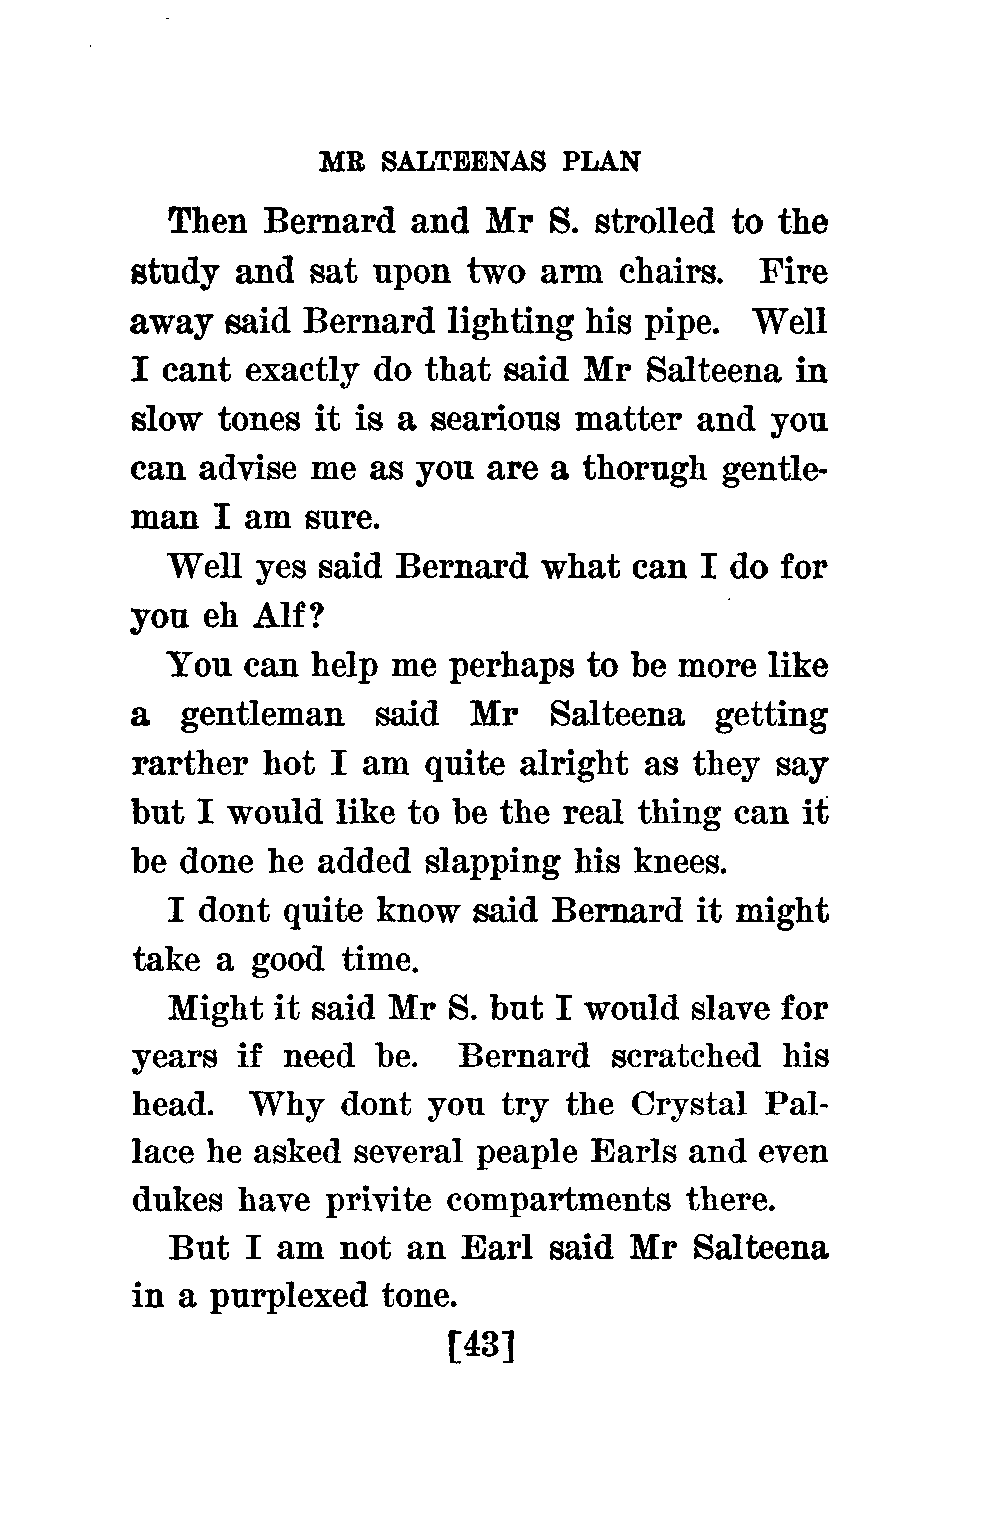 MR SALTEENAS PLAN
Then Bernard and Mr S. strolled to the
study and sat upon two arm chairs. Fire
away said Bernard lighting his pipe. Well
I cant exactly do that said Mr Salteena in
slow tones it is a searious matter and you
can advise me as you are a thorugh gentle-
man I am sure.
Well yes said Bernard what can I do for
you eh Alf?
You can help me perhaps to be more like
a gentleman said Mr Salteena getting
rarther hot I am quite alright as they say
but I would like to be the real thing can it
be done he added slapping his knees.
I dont quite know said Bernard it might
take a good time.
Might it said Mr S. but I would slave for
years if need be. Bernard scratched his
head. Why dont you try the Crystal Pal-
lace he asked several peaple Earls and even
dukes have privite compartments there.
But I am not an Earl said Mr Salteena
in a purplexed tone.
[43]